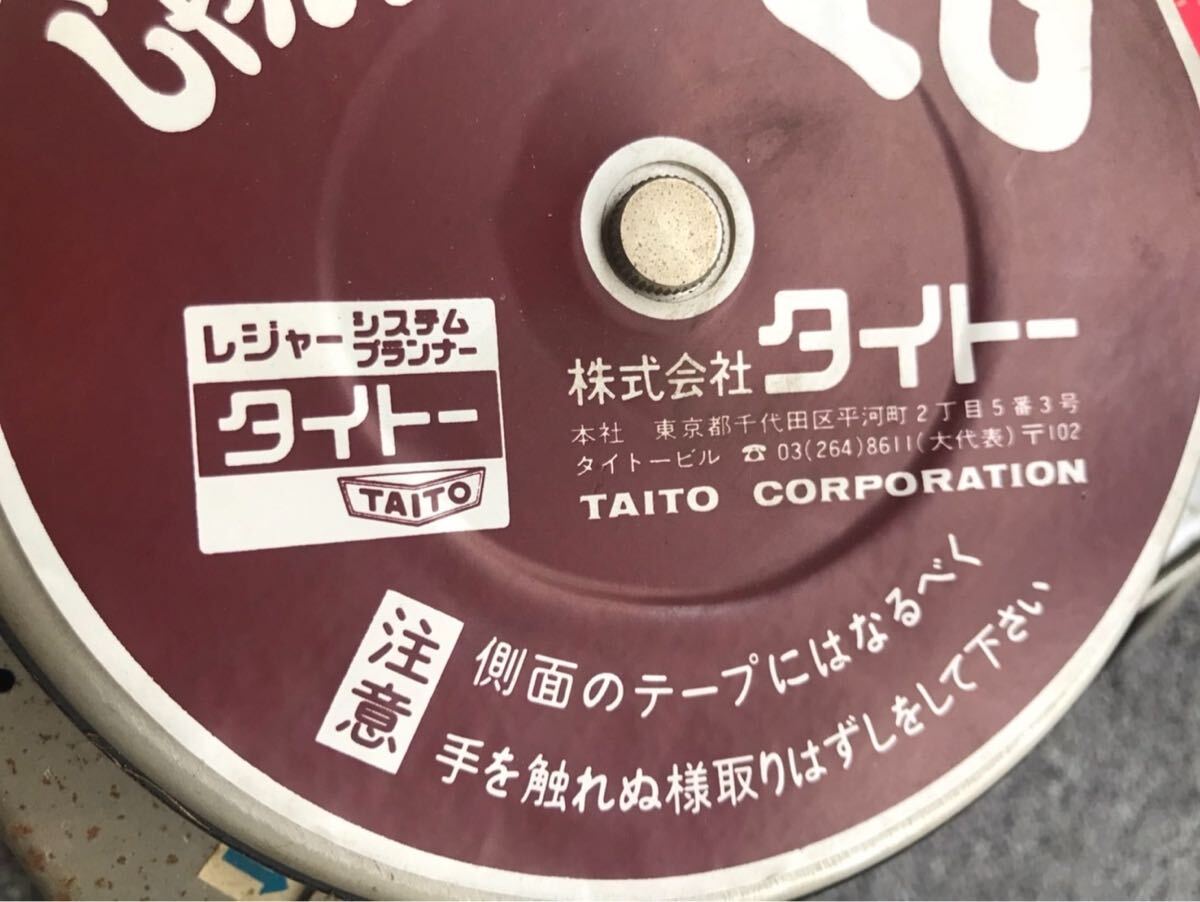 レジャー システム
プランナー
タイトー
TAITO
株式会社 タイトー
本社 東京都千代田区平河町2丁目5番3号
タイトービル ☎ 03(264)8611(大代表)〒102
TAITO CORPORATION
注意
側面のテープにはなるべく
手を触れぬ様取りはずしをして下さい